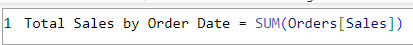 1 Total Sales by Order Date = SUM(Orders[Sales])